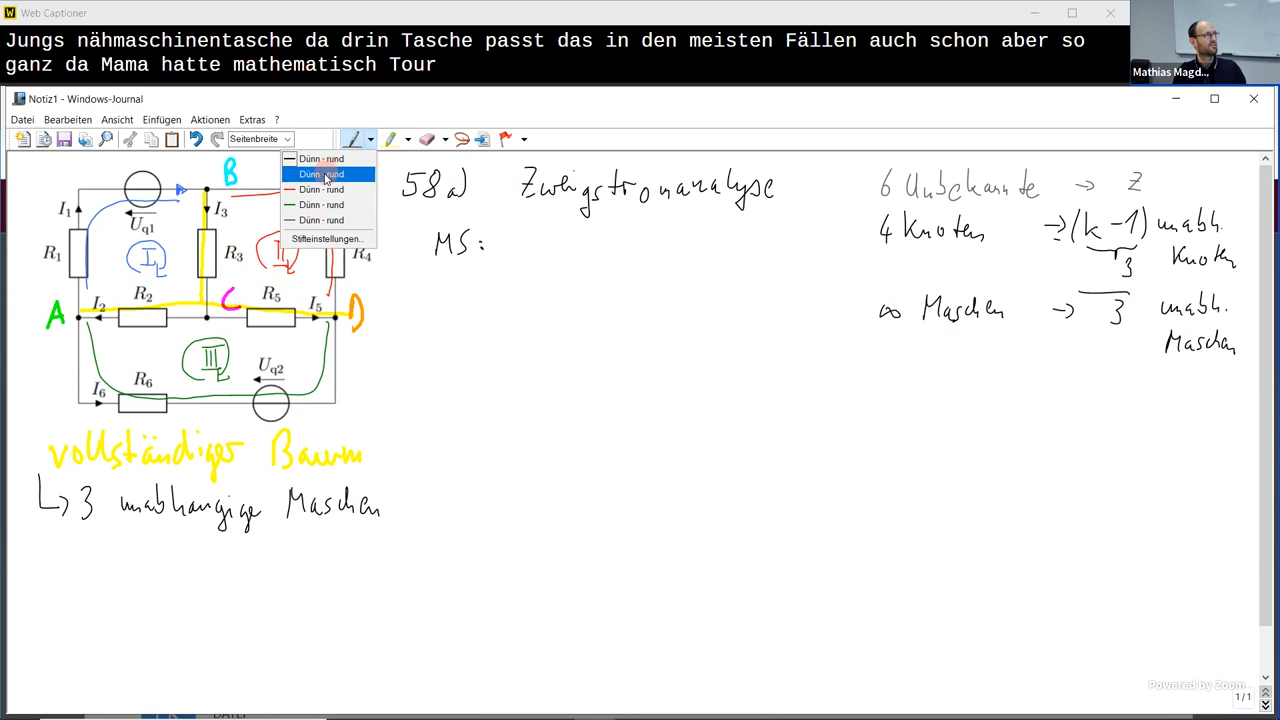 Web Captioner
Jungs nähmaschinentasche da drin Tasche passt das in den meisten Fällen auch schon aber so
ganz da Mama hatte mathematisch Tour
Mathias Magd...
Notiz1 - Windows-Journal
Datei Bearbeiten Ansicht Einfügen Aktionen Extras ?
Seitenbreite
Dünn - rund
Dünn - rund
Dünn - rund
Dünn - rund
Dünn - rund
Stifteinstellungen...
B
I1 Uq1 I3
R1 I R3 II R4
A I2 R2 C R5 I5 D
III
I6 R6 Uq2
vollständiger Baum
↳ 3 unabhängige Maschen
58a) Zweigstromanalyse
MS:
6 Unbekannte → Z
4 Knoten → (k-1) unabh. Knoten
3
∞ Maschen → 3 unabh. Maschen
Powered by Zoom
1/1
DATEI